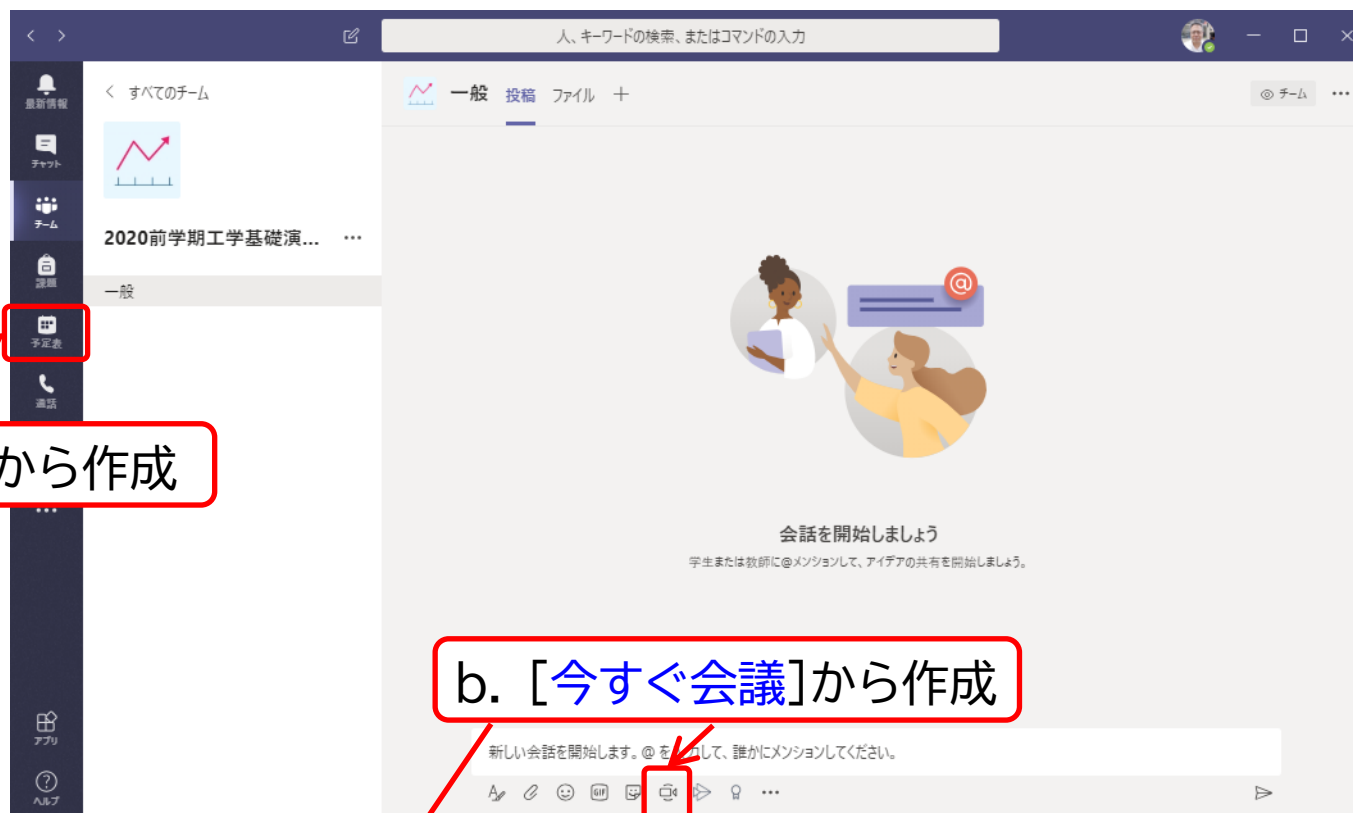 人、キーワードの検索、またはコマンドの入力
最新情報
チャット
チーム
課題
予定表
通話
アプリ
ヘルプ
すべてのチーム
2020前学期工学基礎演...
一般
一般 投稿 ファイル
チーム
から作成
会話を開始しましょう
学生または教師に@メンションして、アイデアの共有を開始しましょう。
b. [今すぐ会議]から作成
新しい会話を開始します。@ を 力して、誰かにメンションしてください。
GIF